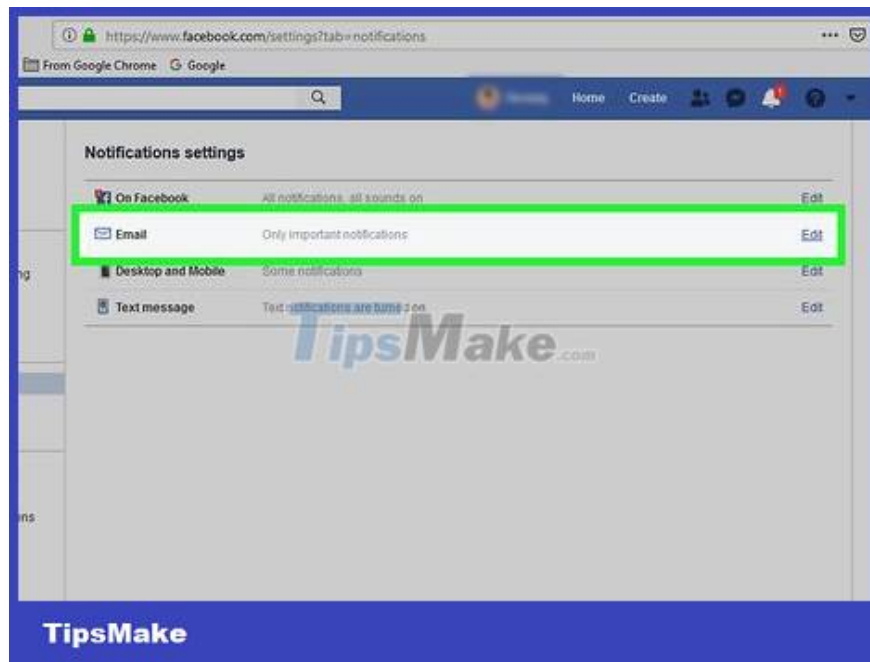 https://www.facebook.com/settings?tab=notifications
From Google Chrome G Google
Home Create
Notifications settings
On Facebook All notifications, all sounds on Edit
Email Only important notifications Edit
ng
Desktop and Mobile Some notifications Edit
Text message Text notifications are turned on Edit
TipsMake.com
ons
TipsMake